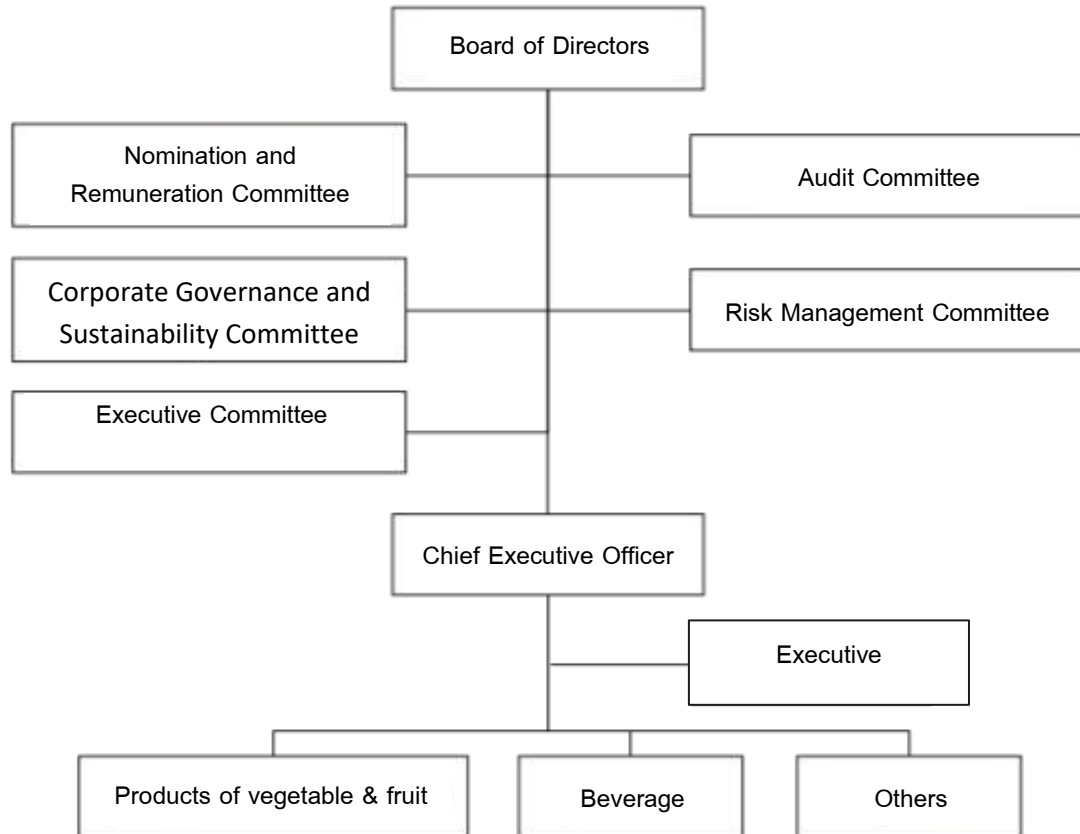 Board of Directors
Nomination and
Remuneration Committee
Audit Committee
Corporate Governance and
Sustainability Committee
Risk Management Committee
Executive Committee
Chief Executive Officer
Executive
Products of vegetable & fruit
Beverage
Others